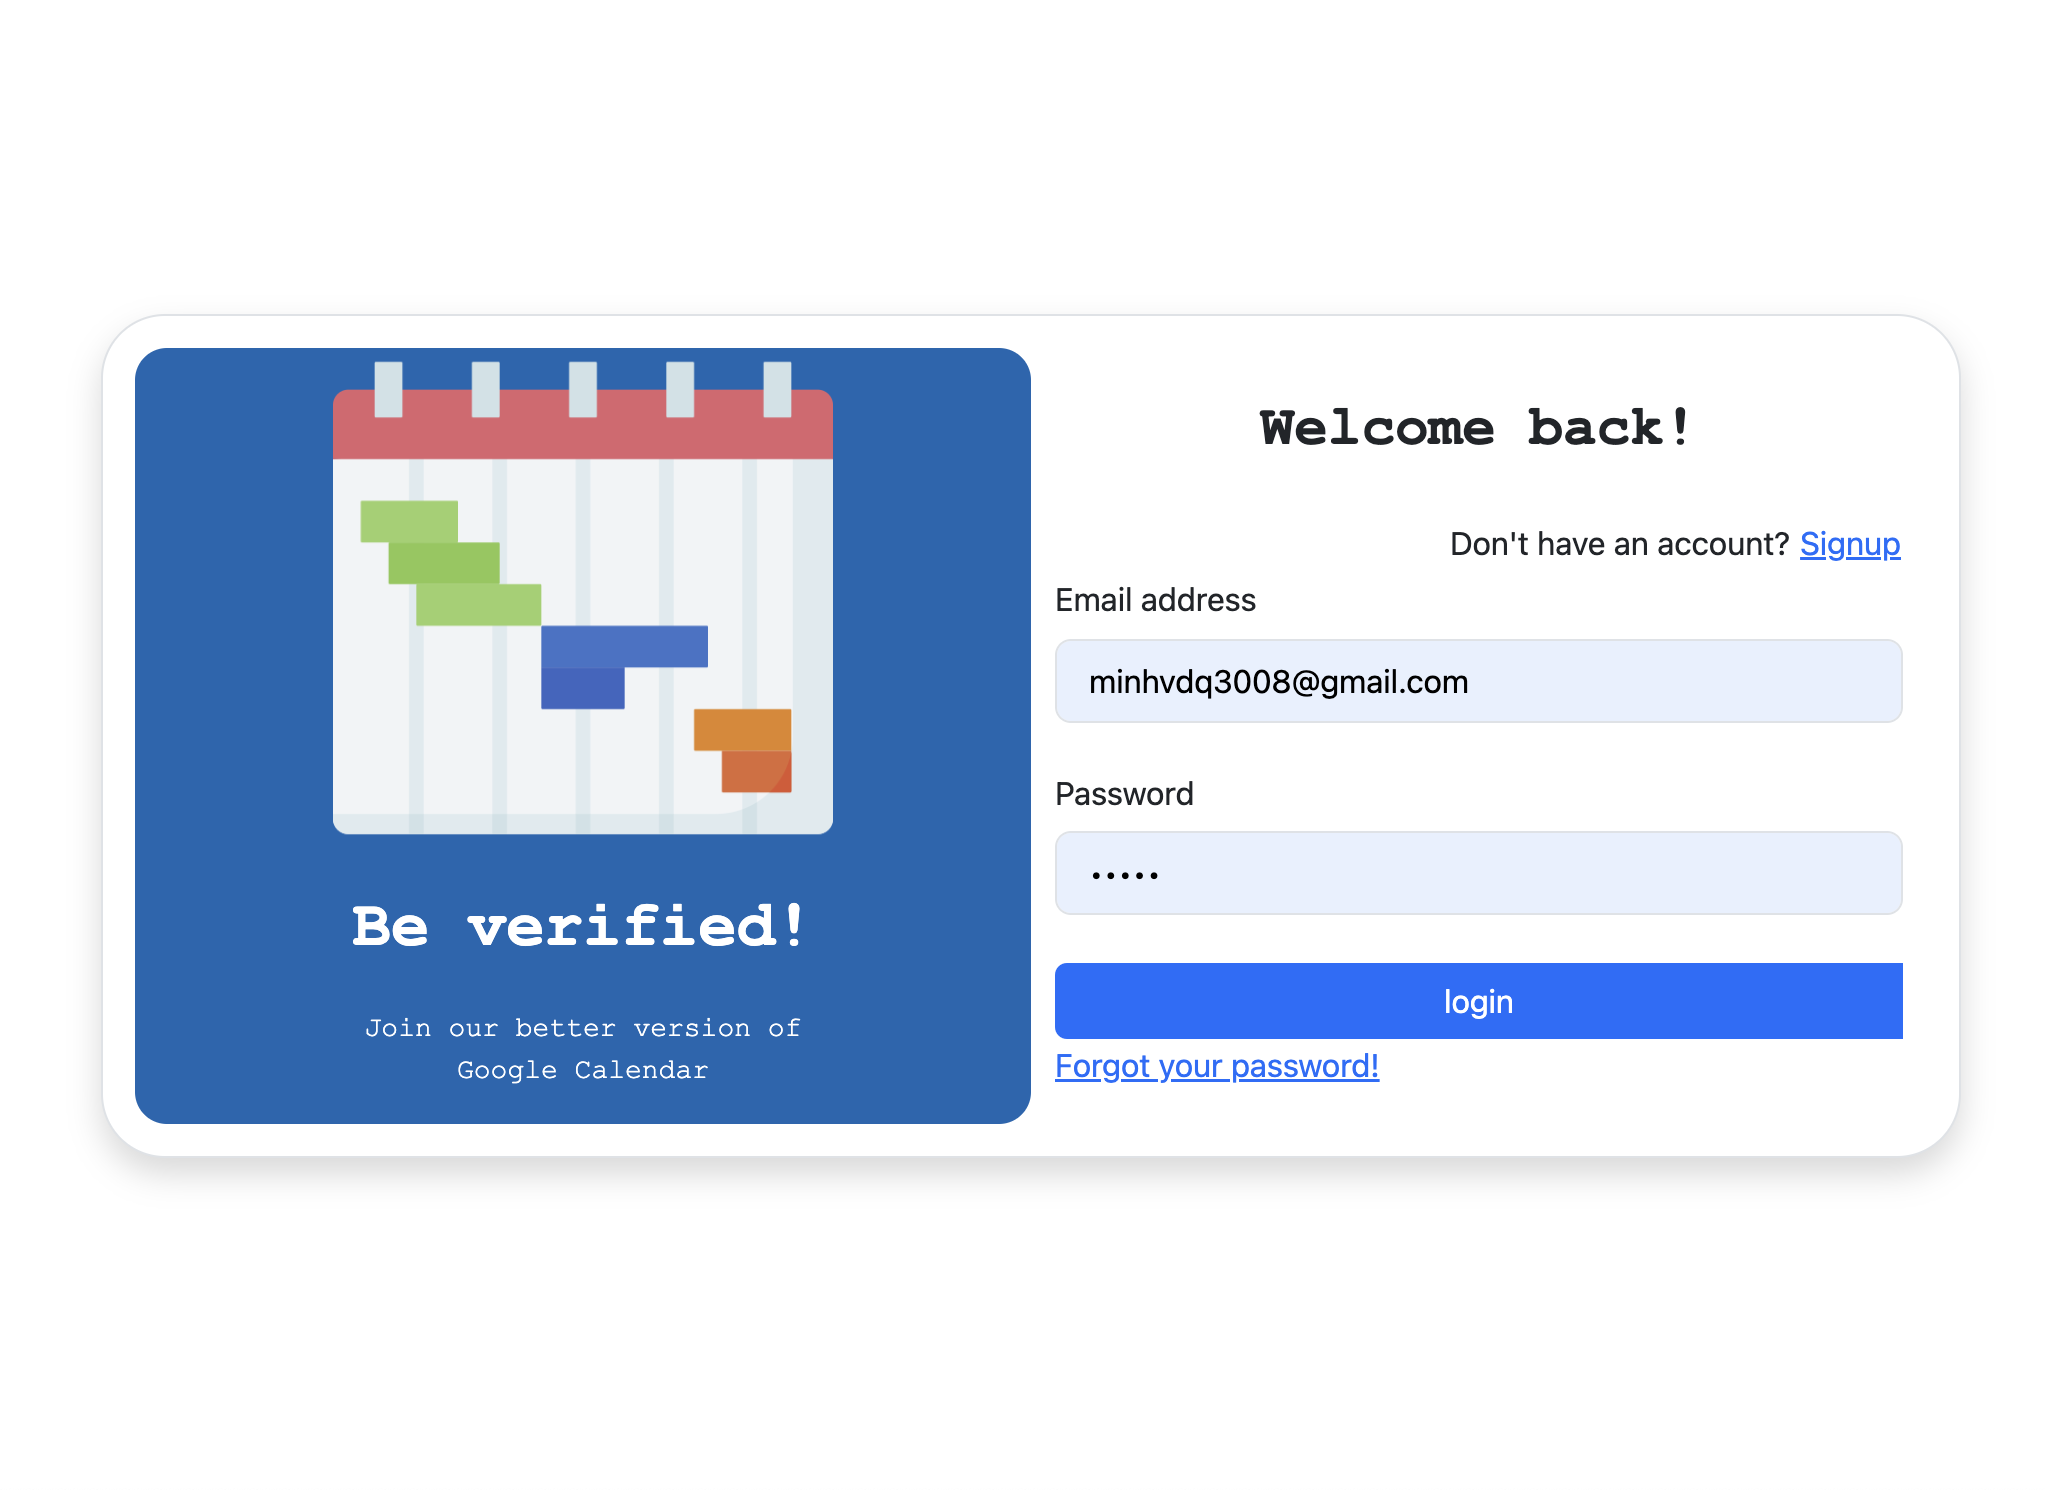 Be verified!
Join our better version of
Google Calendar
Welcome back!
Don't have an account? Signup
Email address
minhvdq3008@gmail.com
Password
•••••
login
Forgot your password!